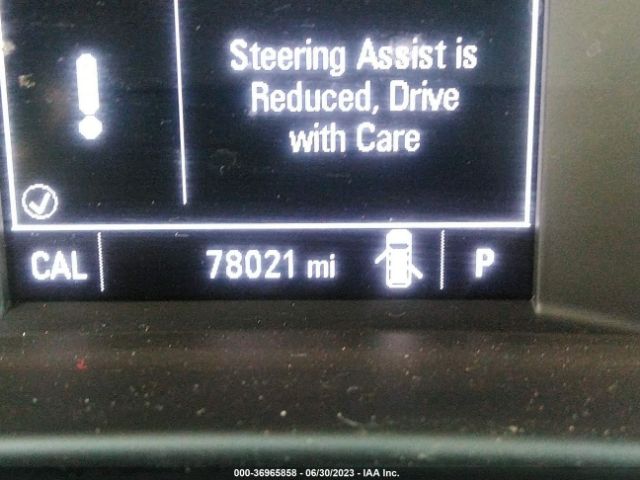 Steering Assist is
Reduced, Drive
with Care
CAL 78021 mi P
000-36965858 - 06/30/2023 - IAA Inc.